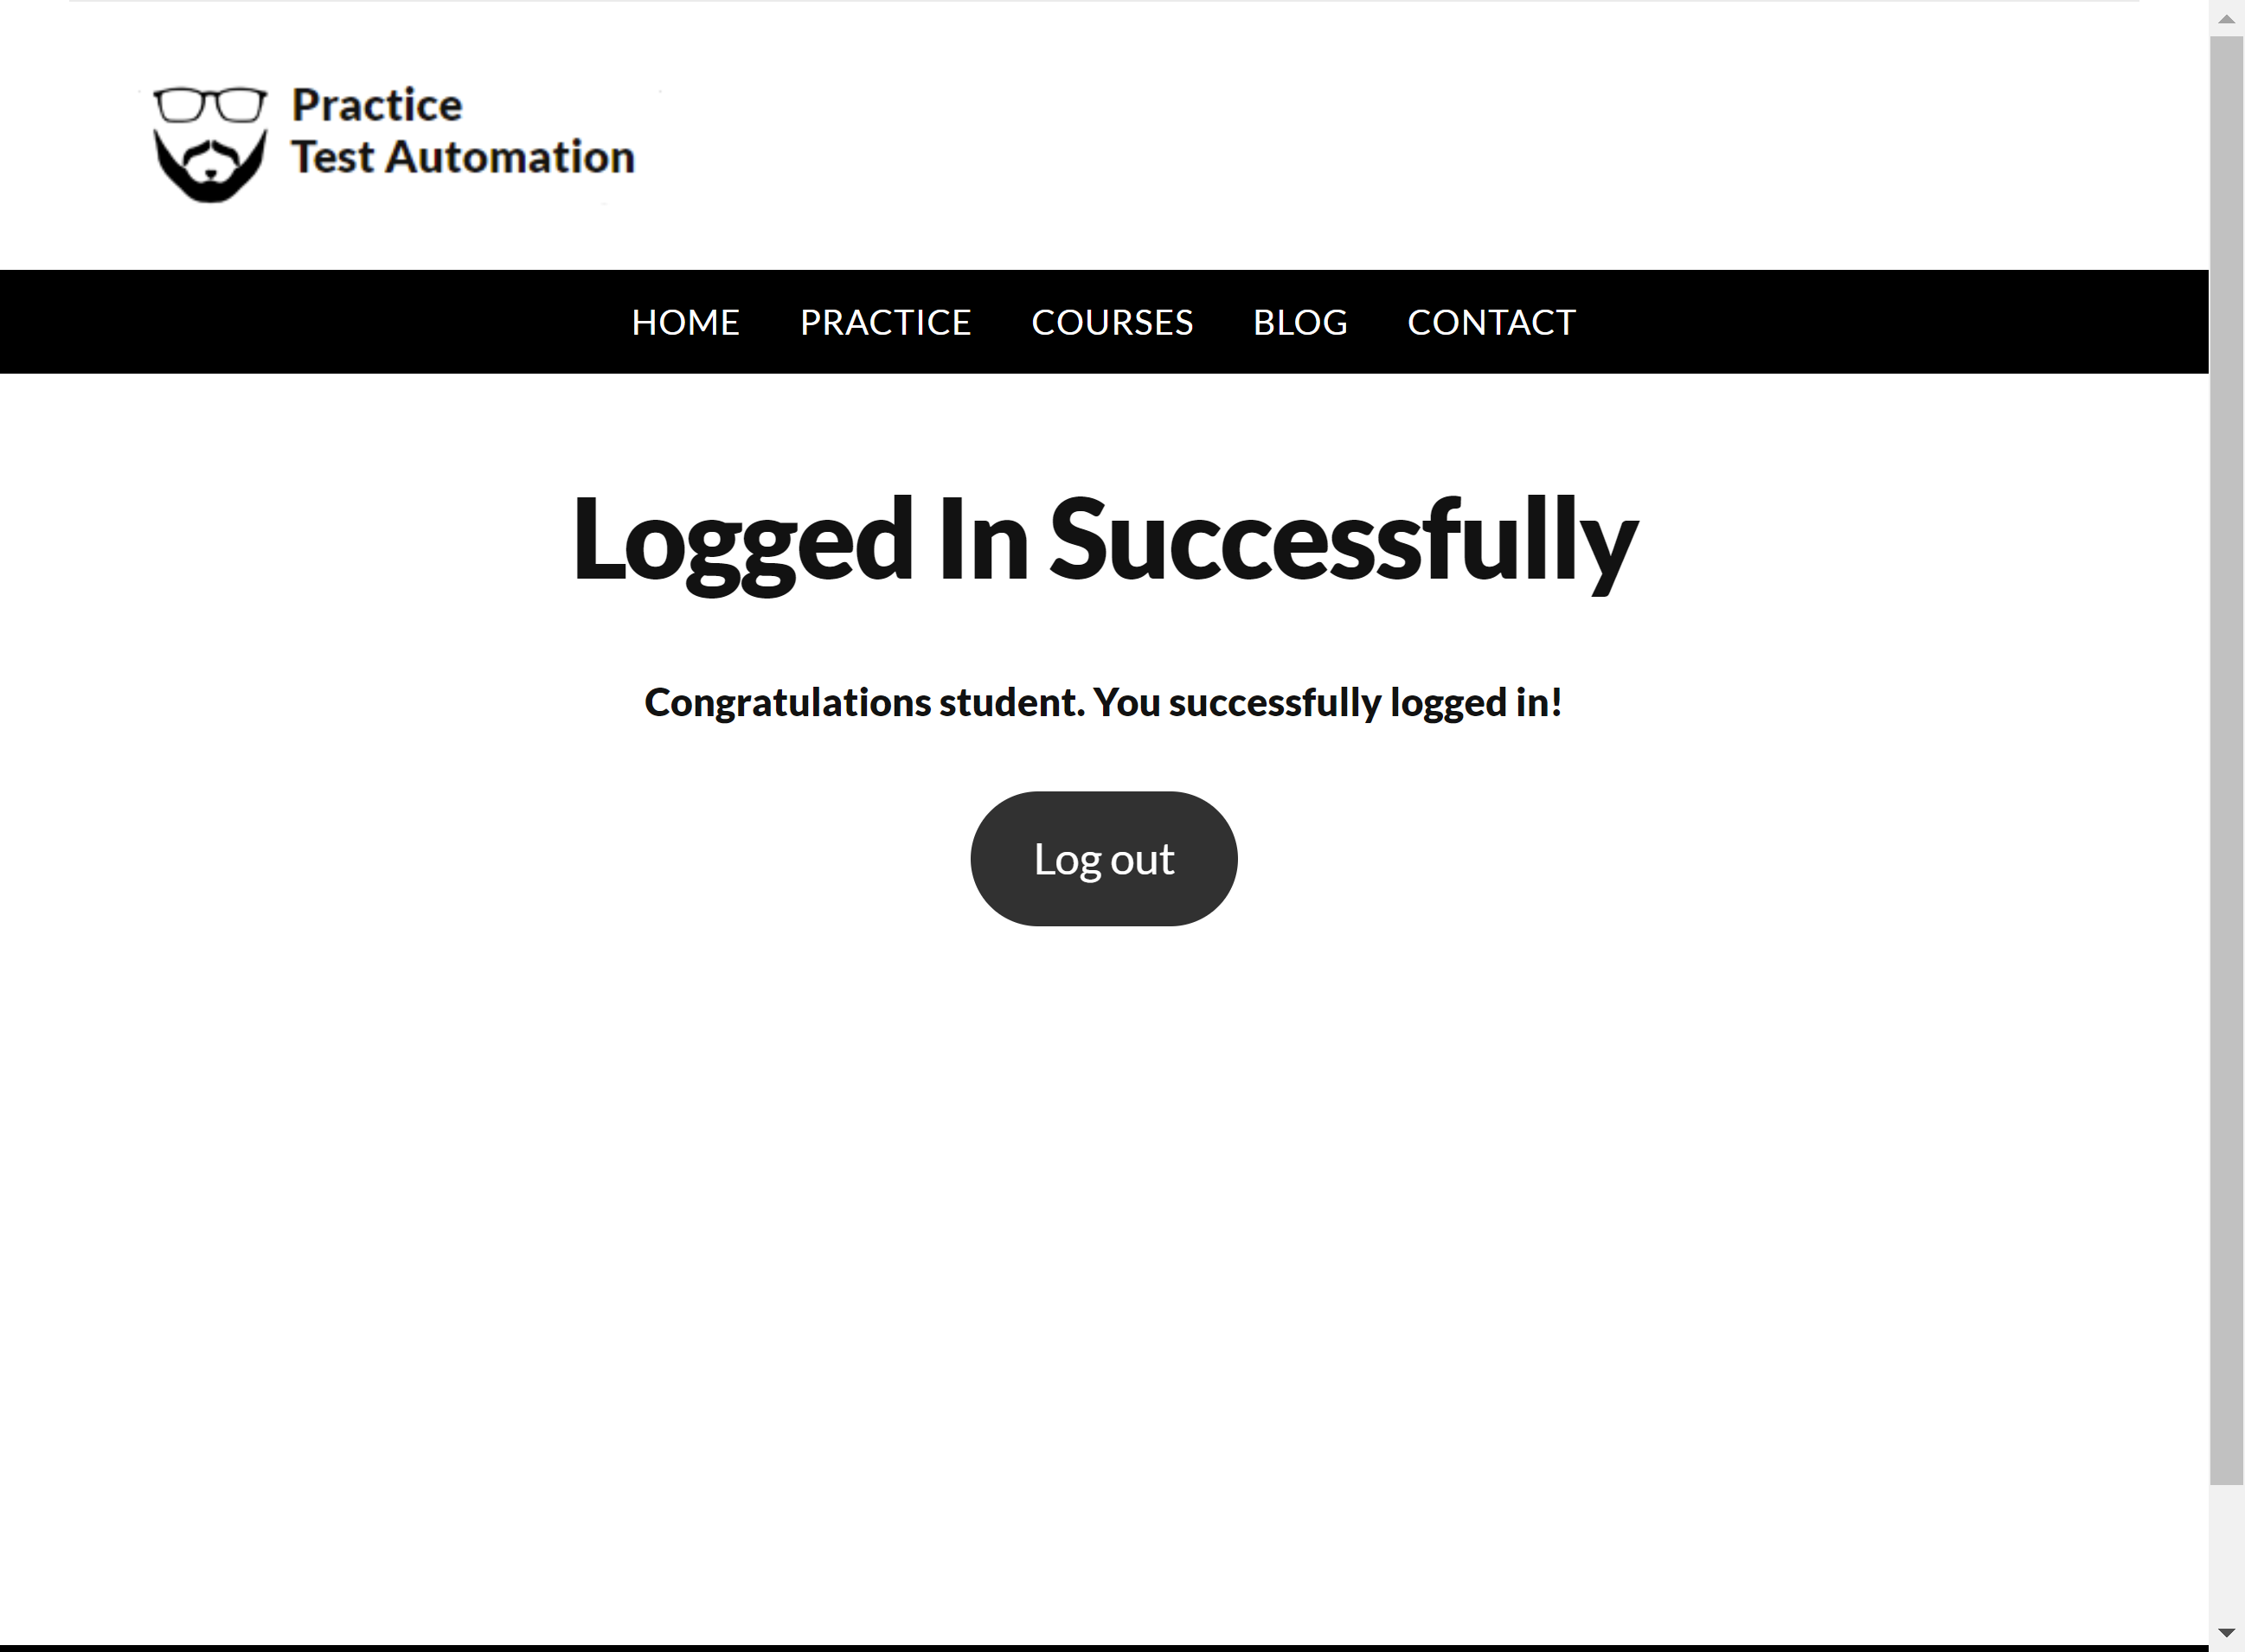 Practice
Test Automation
HOME PRACTICE COURSES BLOG CONTACT
Logged In Successfully
Congratulations student. You successfully logged in!
Log out